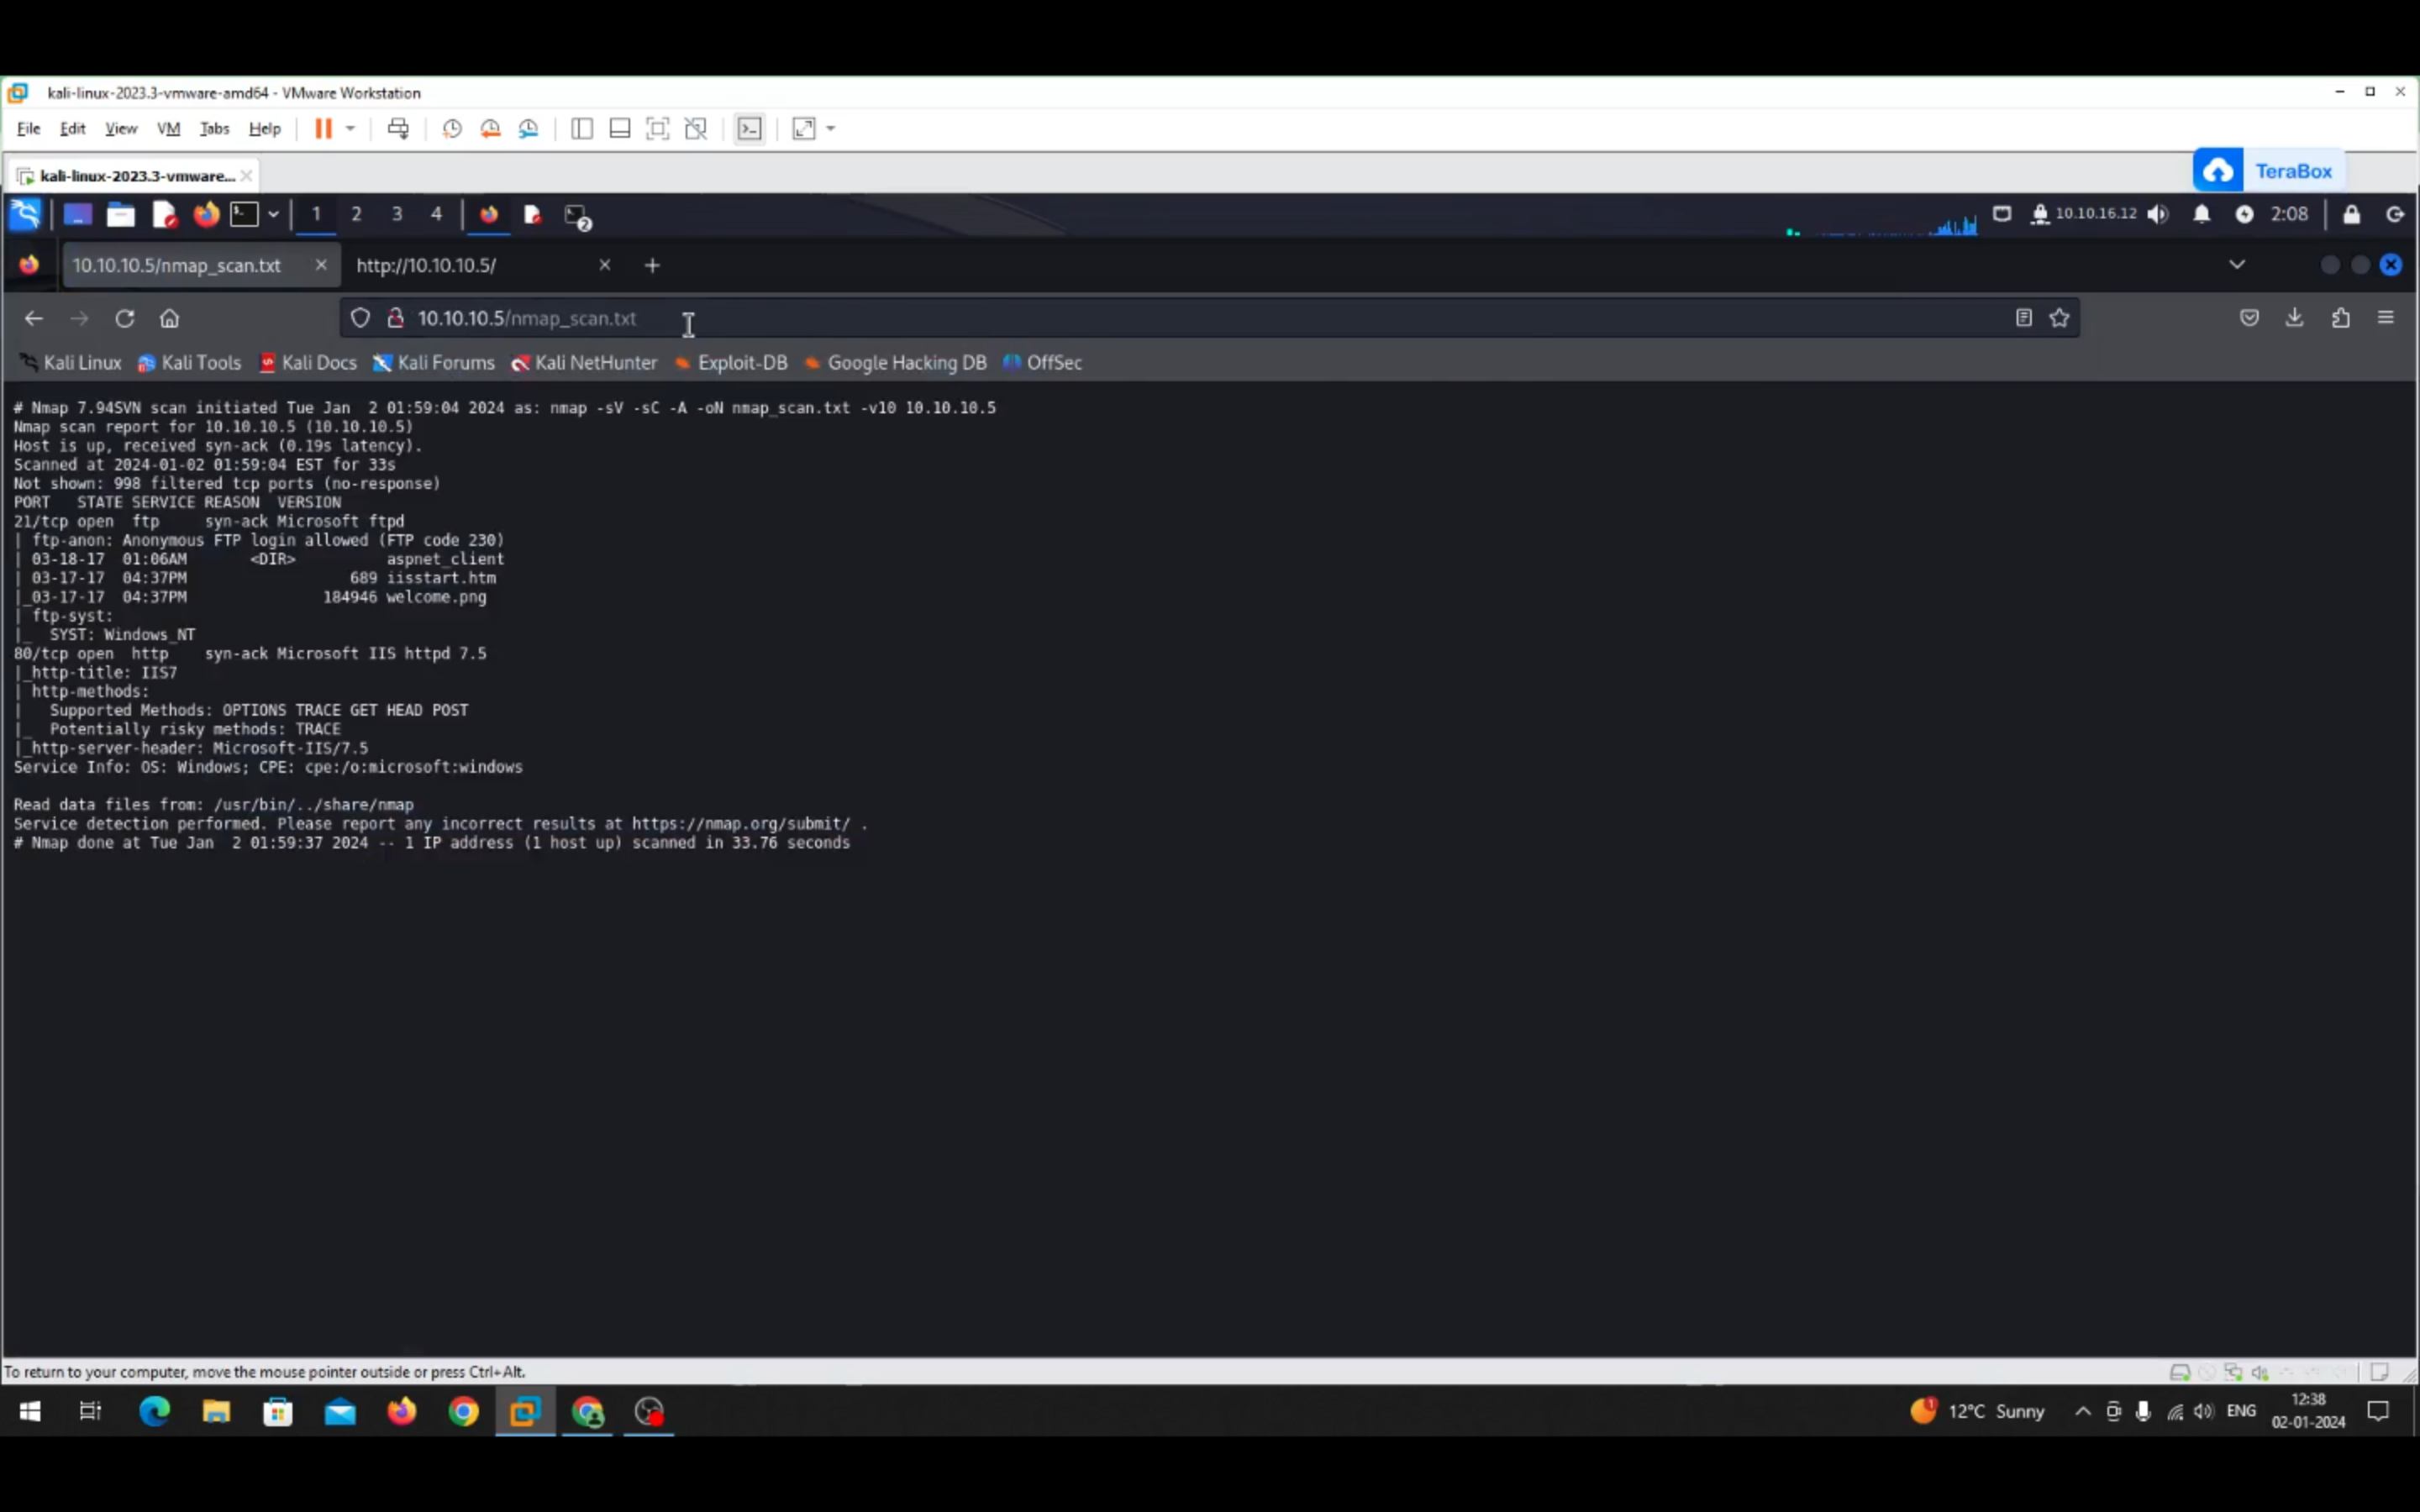 kali-linux-2023.3-vmware-amd64 - VMware Workstation
File Edit View VM Tabs Help
kali-linux-2023.3-vmware...
TeraBox
1 2 3 4 2 10.10.16.12 2:08
10.10.10.5/nmap_scan.txt http://10.10.10.5/
10.10.10.5/nmap_scan.txt
Kali Linux Kali Tools Kali Docs Kali Forums Kali NetHunter Exploit-DB Google Hacking DB OffSec
# Nmap 7.94SVN scan initiated Tue Jan  2 01:59:04 2024 as: nmap -sV -sC -A -oN nmap_scan.txt -v10 10.10.10.5
Nmap scan report for 10.10.10.5 (10.10.10.5)
Host is up, received syn-ack (0.19s latency).
Scanned at 2024-01-02 01:59:04 EST for 33s
Not shown: 998 filtered tcp ports (no-response)
PORT   STATE SERVICE REASON  VERSION
21/tcp open  ftp     syn-ack Microsoft ftpd
| ftp-anon: Anonymous FTP login allowed (FTP code 230)
| 03-18-17  01:06AM       <DIR>          aspnet_client
| 03-17-17  04:37PM                  689 iisstart.htm
|_03-17-17  04:37PM               184946 welcome.png
| ftp-syst:
|_  SYST: Windows_NT
80/tcp open  http    syn-ack Microsoft IIS httpd 7.5
|_http-title: IIS7
| http-methods:
|   Supported Methods: OPTIONS TRACE GET HEAD POST
|_  Potentially risky methods: TRACE
|_http-server-header: Microsoft-IIS/7.5
Service Info: OS: Windows; CPE: cpe:/o:microsoft:windows
Read data files from: /usr/bin/../share/nmap
Service detection performed. Please report any incorrect results at https://nmap.org/submit/ .
# Nmap done at Tue Jan  2 01:59:37 2024 -- 1 IP address (1 host up) scanned in 33.76 seconds
To return to your computer, move the mouse pointer outside or press Ctrl+Alt.
1 12°C Sunny ENG 12:38
02-01-2024